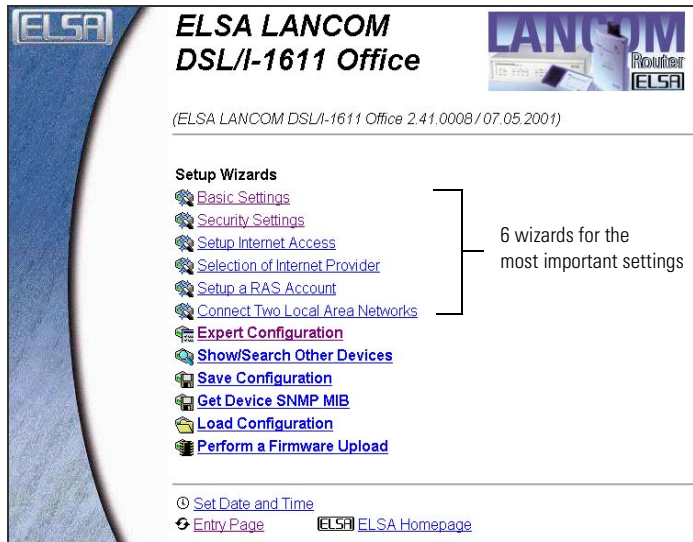 ELSA
ELSA LANCOM
DSL/I-1611 Office
LANCOM
Router
ELSA
(ELSA LANCOM DSL/I-1611 Office 2.41.0008 / 07.05.2001)
Setup Wizards
Basic Settings
Security Settings
Setup Internet Access
Selection of Internet Provider
Setup a RAS Account
Connect Two Local Area Networks
6 wizards for the
most important settings
Expert Configuration
Show/Search Other Devices
Save Configuration
Get Device SNMP MIB
Load Configuration
Perform a Firmware Upload
Set Date and Time
Entry Page ELSA ELSA Homepage